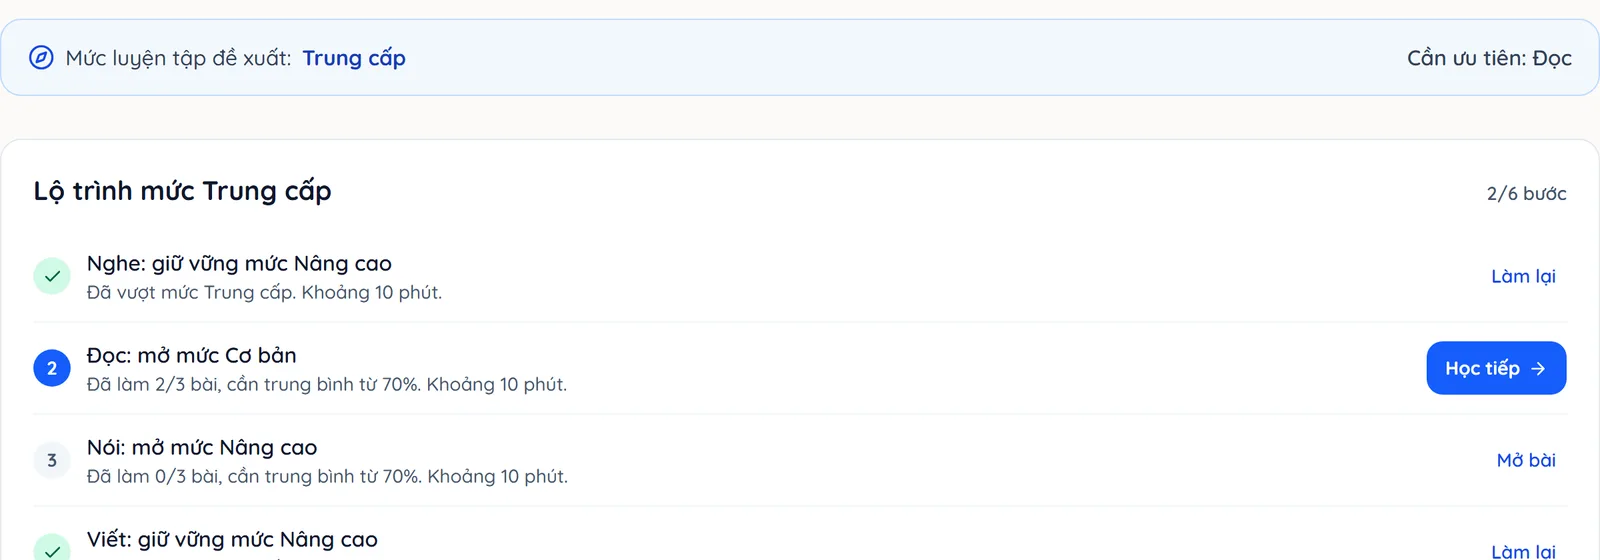 Mức luyện tập đề xuất: Trung cấp
Cần ưu tiên: Đọc
Lộ trình mức Trung cấp
2/6 bước
Nghe: giữ vững mức Nâng cao
Đã vượt mức Trung cấp. Khoảng 10 phút.
Làm lại
2
Đọc: mở mức Cơ bản
Đã làm 2/3 bài, cần trung bình từ 70%. Khoảng 10 phút.
Học tiếp →
3
Nói: mở mức Nâng cao
Đã làm 0/3 bài, cần trung bình từ 70%. Khoảng 10 phút.
Mở bài
Viết: giữ vững mức Nâng cao
Làm lại